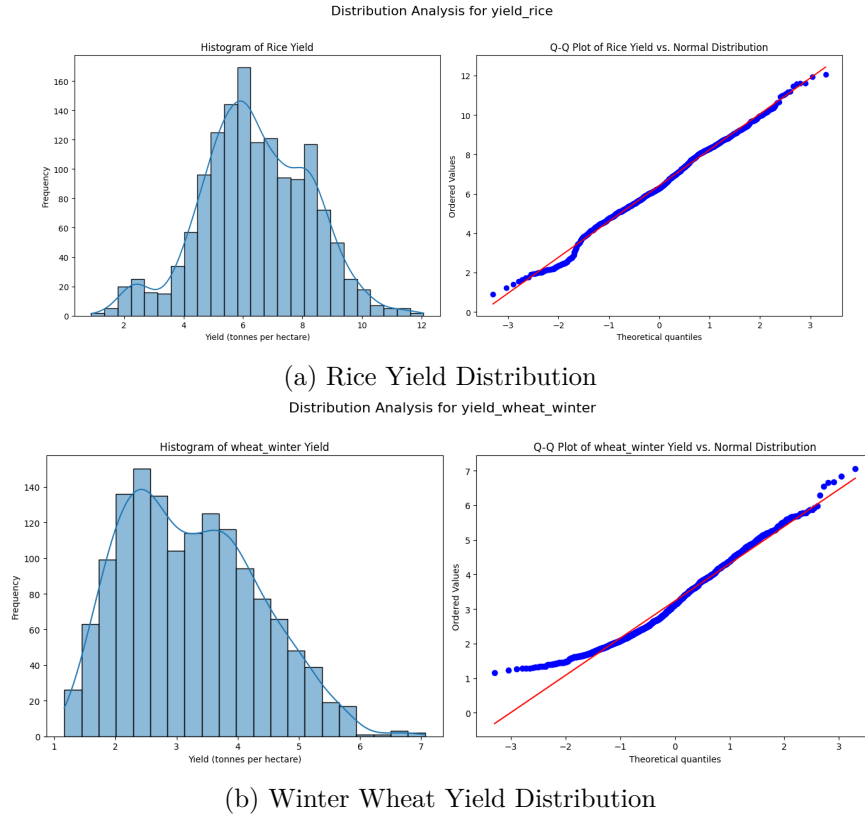 Distribution Analysis for yield_rice
Histogram of Rice Yield
Frequency
160
140
120
100
80
60
40
20
0
2 4 6 8 10 12
Yield (tonnes per hectare)
Q-Q Plot of Rice Yield vs. Normal Distribution
Ordered Values
12
10
8
6
4
2
0
−3 −2 −1 0 1 2 3
Theoretical quantiles
(a) Rice Yield Distribution
Distribution Analysis for yield_wheat_winter
Histogram of wheat_winter Yield
Frequency
140
120
100
80
60
40
20
0
1 2 3 4 5 6 7
Yield (tonnes per hectare)
Q-Q Plot of wheat_winter Yield vs. Normal Distribution
Ordered Values
7
6
5
4
3
2
1
0
−3 −2 −1 0 1 2 3
Theoretical quantiles
(b) Winter Wheat Yield Distribution